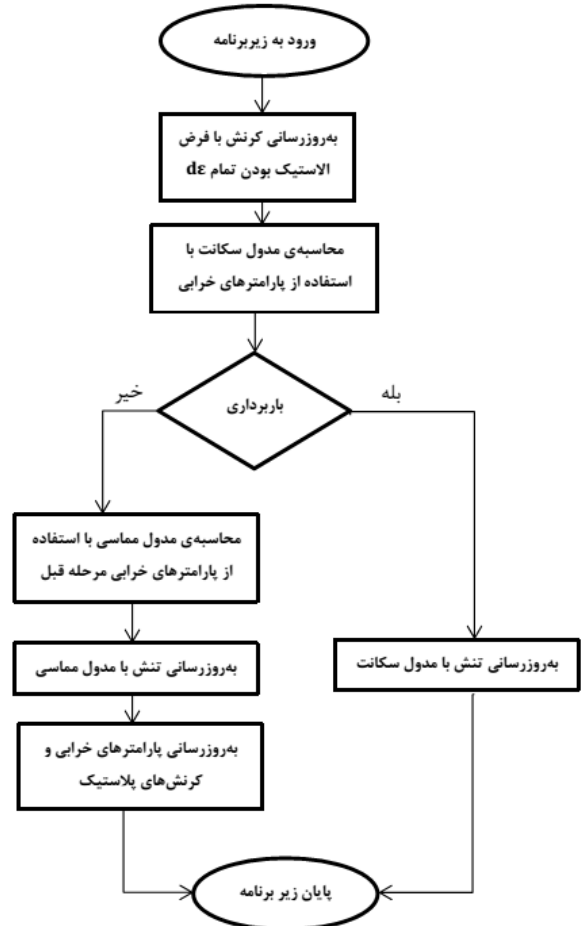 ورود به زیربرنامه
به‌روزرسانی کرنش با فرض
الاستیک بودن تمام dε
محاسبه‌ی مدول سکانت با
استفاده از پارامترهای خرابی
باربرداری
خیر
بله
محاسبه‌ی مدول مماسی با استفاده
از پارامترهای خرابی مرحله قبل
به‌روزرسانی تنش با مدول مماسی
به‌روزرسانی تنش با مدول سکانت
به‌روزرسانی پارامترهای خرابی و
کرنش‌های پلاستیک
پایان زیر برنامه